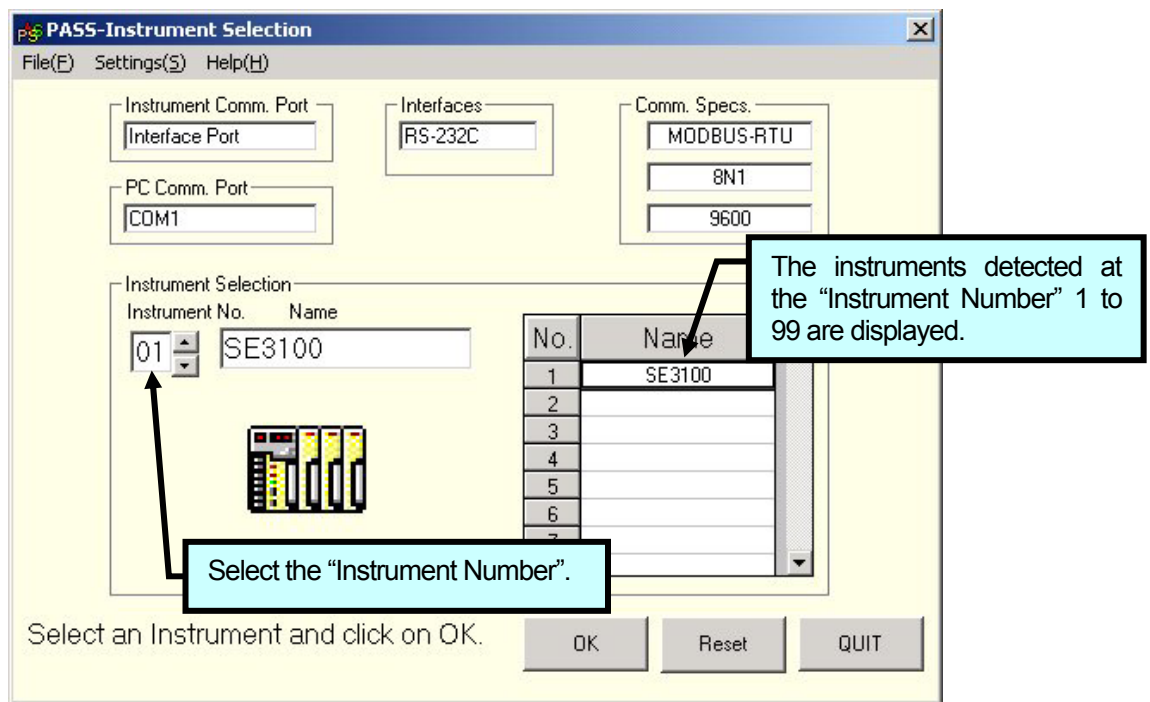 PASS-Instrument Selection
File(F) Settings(S) Help(H)
Instrument Comm. Port
Interface Port
Interfaces
RS-232C
Comm. Specs.
MODBUS-RTU
8N1
9600
PC Comm. Port
COM1
The instruments detected at
the “Instrument Number” 1 to
99 are displayed.
Instrument Selection
Instrument No. Name
01 SE3100
No. Name
1 SE3100
2
3
4
5
6
Select the “Instrument Number”.
Select an Instrument and click on OK.
OK Reset QUIT